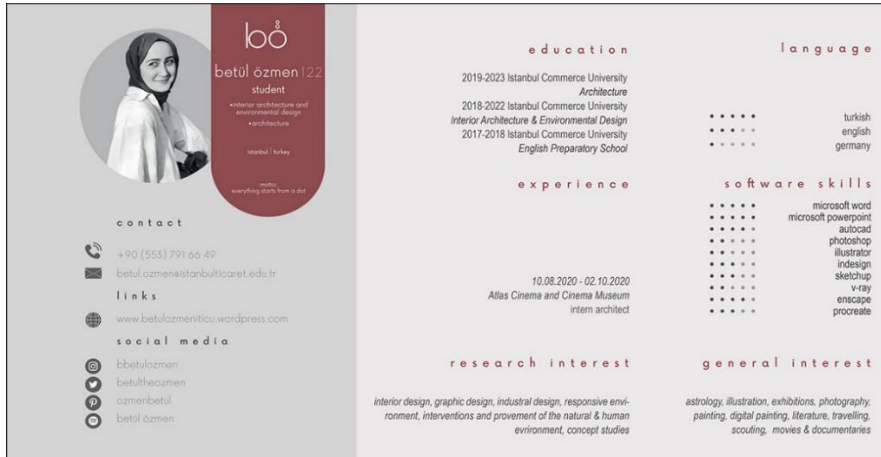 bö
betül özmen|22
student
•interior architecture and
environmental design
•architecture
istanbul | turkey
motto:
everything starts from a dot
contact
+90 (553) 791 66 49
betul.ozmen@istanbulticaret.edu.tr
links
www.betulozmeniticu.wordpress.com
social media
bbetulozmen
betultheozmen
ozmenbetul
betül özmen
education
2019-2023 Istanbul Commerce University
Architecture
2018-2022 Istanbul Commerce University
Interior Architecture & Environmental Design
2017-2018 Istanbul Commerce University
English Preparatory School
experience
10.08.2020 - 02.10.2020
Atlas Cinema and Cinema Museum
intern architect
research interest
interior design, graphic design, industral design, responsive envi-
ronment, interventions and provement of the natural & human
evrironment, concept studies
language
turkish
english
germany
software skills
microsoft word
microsoft powerpoint
autocad
photoshop
illustrator
indesign
sketchup
v-ray
enscape
procreate
general interest
astrology, illustration, exhibitions, photography,
painting, digital painting, literature, travelling,
scouting, movies & documentaries